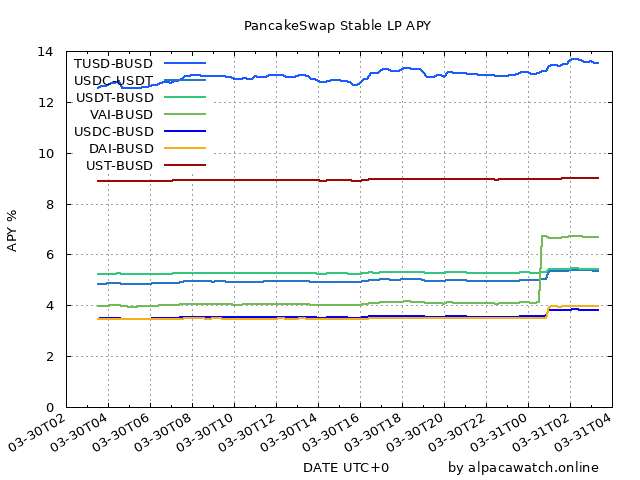 PancakeSwap Stable LP APY
14
12
10
8
6
4
2
0
APY %
TUSD-BUSD
USDC-USDT
USDT-BUSD
VAI-BUSD
USDC-BUSD
DAI-BUSD
UST-BUSD
03-30T02
03-30T04
03-30T06
03-30T08
03-30T10
03-30T12
03-30T14
03-30T16
03-30T18
03-30T20
03-30T22
03-31T00
03-31T02
03-31T04
DATE UTC+0
by alpacawatch.online